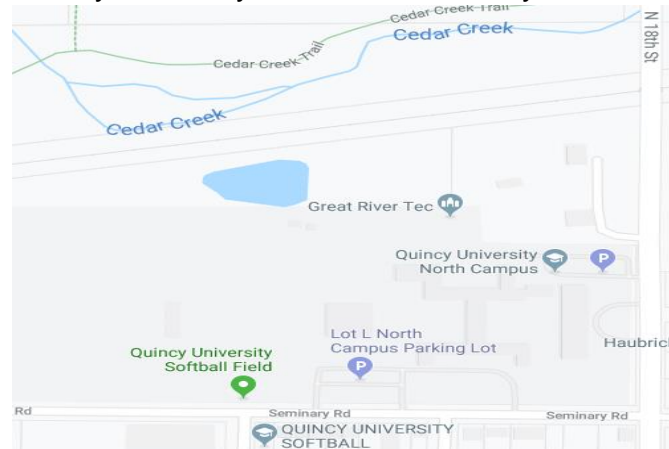 Cedar Creek Trail
Cedar Creek
N 18th St
Cedar Creek Trail
Cedar Creek
Great River Tec
Quincy University
North Campus
P
Haubric
Lot L North
Campus Parking Lot
P
Quincy University
Softball Field
Rd
Seminary Rd
Seminary Rd
QUINCY UNIVERSITY
SOFTBALL